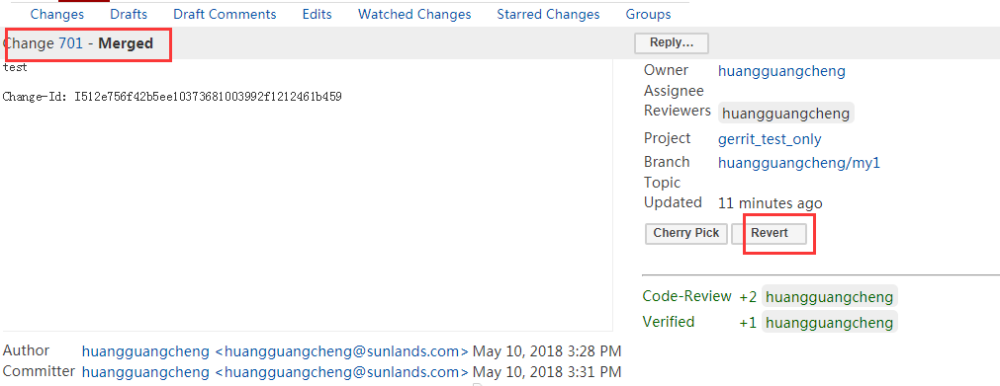 Changes Drafts Draft Comments Edits Watched Changes Starred Changes Groups
Change 701 - Merged
Reply…
test
Change-Id: I512e756f42b5ee10373681003992f1212461b459
Owner huangguangcheng
Assignee
Reviewers huangguangcheng
Project gerrit_test_only
Branch huangguangcheng/my1
Topic
Updated 11 minutes ago
Cherry Pick Revert
Code-Review +2 huangguangcheng
Verified +1 huangguangcheng
Author huangguangcheng <huangguangcheng@sunlands.com> May 10, 2018 3:28 PM
Committer huangguangcheng <huangguangcheng@sunlands.com> May 10, 2018 3:31 PM